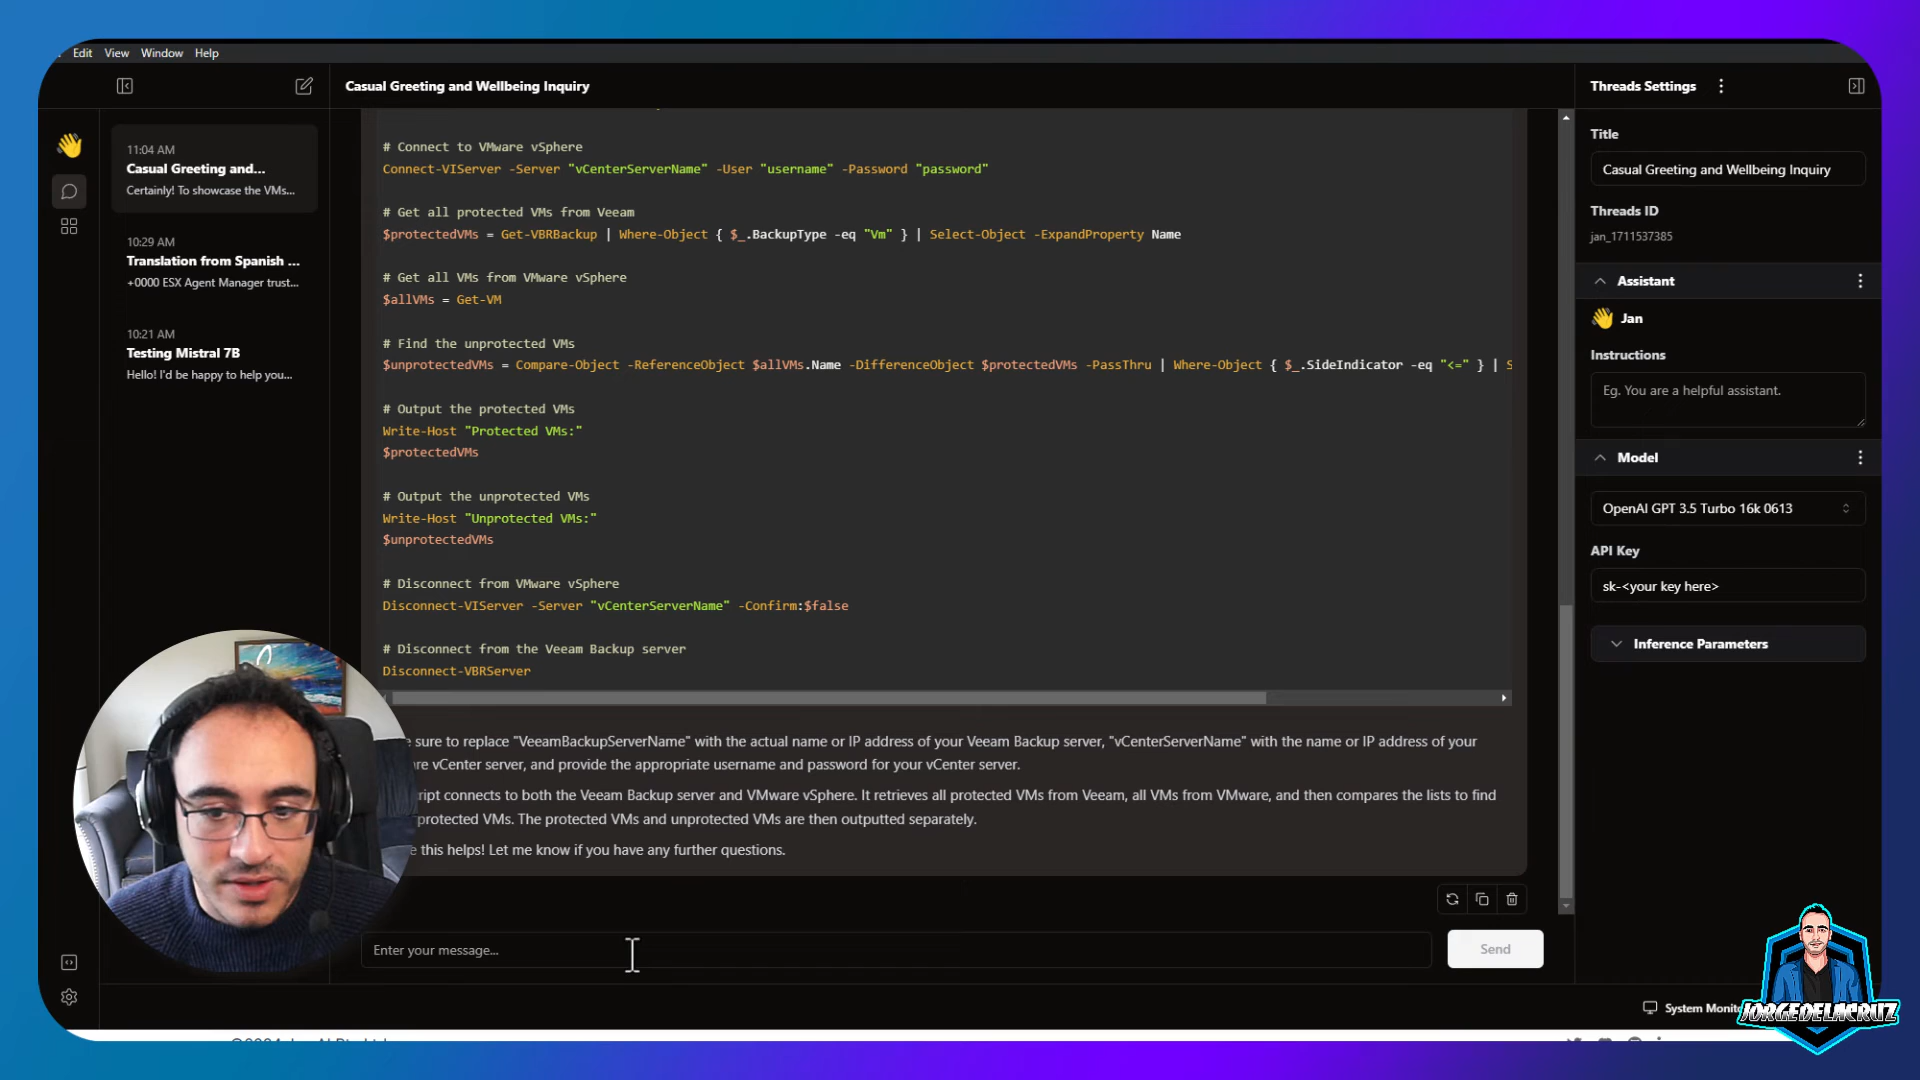 Edit View Window Help
Casual Greeting and Wellbeing Inquiry
Threads Settings
11:04 AM
Casual Greeting and...
Certainly! To showcase the VMs...
10:29 AM
Translation from Spanish ...
+0000 ESX Agent Manager trust...
10:21 AM
Testing Mistral 7B
Hello! I'd be happy to help you...
# Connect to VMware vSphere
Connect-VIServer -Server "vCenterServerName" -User "username" -Password "password"
# Get all protected VMs from Veeam
$protectedVMs = Get-VBRBackup | Where-Object { $_.BackupType -eq "Vm" } | Select-Object -ExpandProperty Name
# Get all VMs from VMware vSphere
$allVMs = Get-VM
# Find the unprotected VMs
$unprotectedVMs = Compare-Object -ReferenceObject $allVMs.Name -DifferenceObject $protectedVMs -PassThru | Where-Object { $_.SideIndicator -eq "<=" } | S
# Output the protected VMs
Write-Host "Protected VMs:"
$protectedVMs
# Output the unprotected VMs
Write-Host "Unprotected VMs:"
$unprotectedVMs
# Disconnect from VMware vSphere
Disconnect-VIServer -Server "vCenterServerName" -Confirm:$false
# Disconnect from the Veeam Backup server
Disconnect-VBRServer
sure to replace "VeeamBackupServerName" with the actual name or IP address of your Veeam Backup server, "vCenterServerName" with the name or IP address of your
vCenter server, and provide the appropriate username and password for your vCenter server.
connects to both the Veeam Backup server and VMware vSphere. It retrieves all protected VMs from Veeam, all VMs from VMware, and then compares the lists to find
protected VMs. The protected VMs and unprotected VMs are then outputted separately.
this helps! Let me know if you have any further questions.
Enter your message...
Send
Title
Casual Greeting and Wellbeing Inquiry
Threads ID
jan_1711537385
Assistant
Jan
Instructions
Eg. You are a helpful assistant.
Model
OpenAI GPT 3.5 Turbo 16k 0613
API Key
sk-<your key here>
Inference Parameters
System Monito
JORGEDELACRUZ